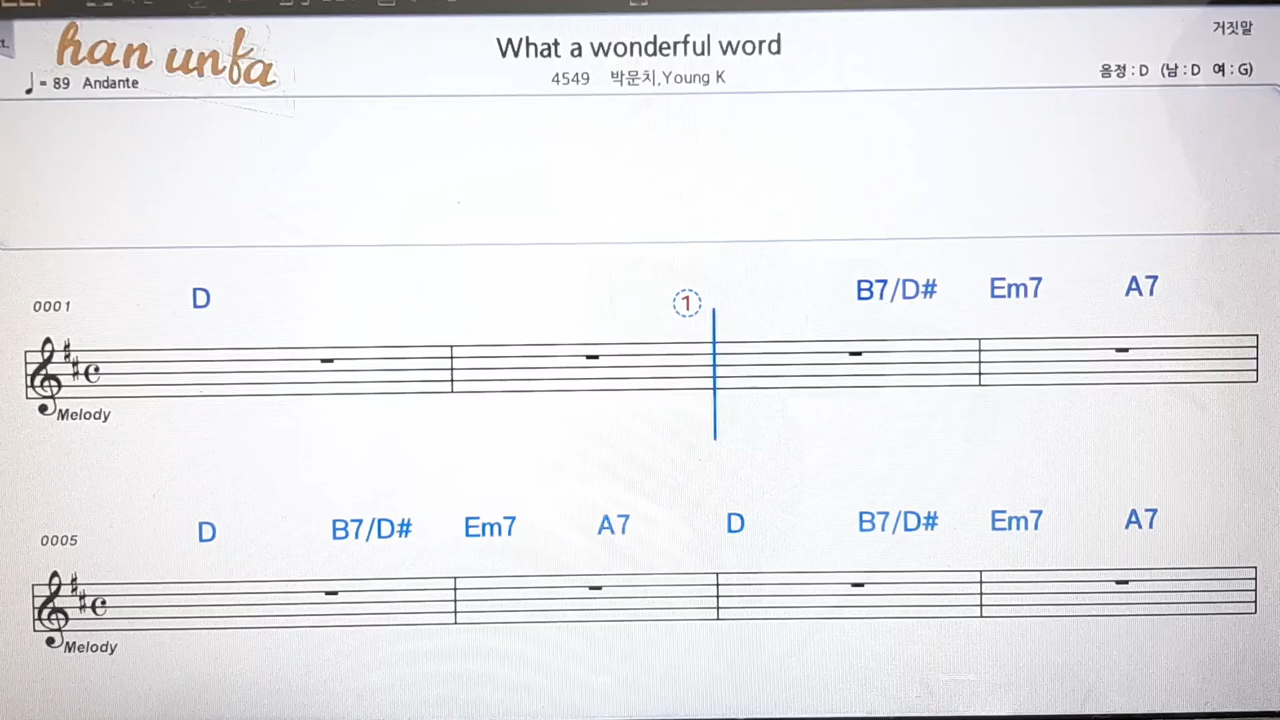 t.
han unfa
What a wonderful word
거짓말
♩= 89 Andante
4549 박문치,Young K
음정 : D (남 : D 여 : G)
0001 D ① B7/D# Em7 A7
Melody
0005 D B7/D# Em7 A7 D B7/D# Em7 A7
Melody